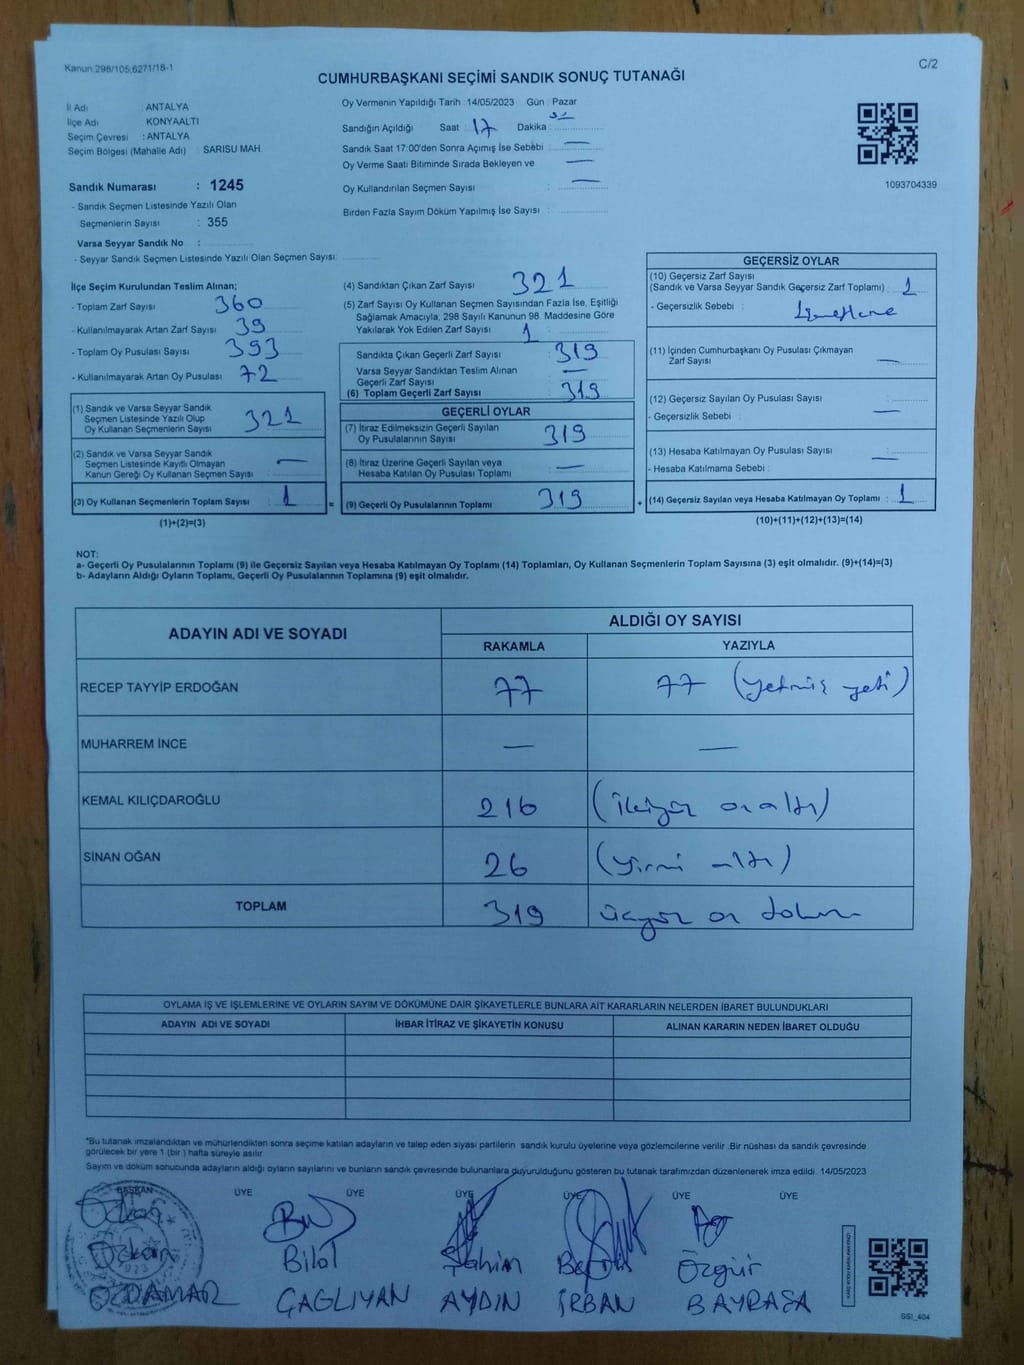 Kanun 298/105;6271/18-1
C/2
CUMHURBAŞKANI SEÇİMİ SANDIK SONUÇ TUTANAĞI
İl Adı : ANTALYA
İlçe Adı : KONYAALTI
Seçim Çevresi : ANTALYA
Seçim Bölgesi (Mahalle Adı) : SARISU MAH.
Oy Vermenin Yapıldığı Tarih : 14/05/2023 Gün : Pazar
Sandığın Açıldığı Saat : 17 Dakika :
Sandık Saat 17:00'den Sonra Açımış İse Sebebi : —
Oy Verme Saati Bitiminde Sırada Bekleyen ve —
Oy Kullandırılan Seçmen Sayısı : —
Birden Fazla Sayım Döküm Yapılmış İse Sayısı :
1093704339
Sandık Numarası : 1245
- Sandık Seçmen Listesinde Yazılı Olan
Seçmenlerin Sayısı : 355
Varsa Seyyar Sandık No :
- Seyyar Sandık Seçmen Listesinde Yazılı Olan Seçmen Sayısı:
İlçe Seçim Kurulundan Teslim Alınan;
- Toplam Zarf Sayısı : 360
- Kullanılmayarak Artan Zarf Sayısı : 39
- Toplam Oy Pusulası Sayısı : 393
- Kullanılmayarak Artan Oy Pusulası : 72
(1) Sandık ve Varsa Seyyar Sandık
Seçmen Listesinde Yazılı Olup
Oy Kullanan Seçmenlerin Sayısı : 321
(2) Sandık ve Varsa Seyyar Sandık
Seçmen Listesinde Kayıtlı Olmayan
Kanun Gereği Oy Kullanan Seçmen Sayısı : —
(3) Oy Kullanan Seçmenlerin Toplam Sayısı : 1
(1)+(2)=(3)
(4) Sandıktan Çıkan Zarf Sayısı : 321
(5) Zarf Sayısı Oy Kullanan Seçmen Sayısından Fazla İse, Eşitliği
Sağlamak Amacıyla, 298 Sayılı Kanunun 98. Maddesine Göre
Yakılarak Yok Edilen Zarf Sayısı : 1
Sandıkta Çıkan Geçerli Zarf Sayısı : 319
Varsa Seyyar Sandıktan Teslim Alınan
Geçerli Zarf Sayısı : —
(6) Toplam Geçerli Zarf Sayısı : 319
GEÇERLİ OYLAR
(7) İtiraz Edilmeksizin Geçerli Sayılan
Oy Pusulalarının Sayısı : 319
(8) İtiraz Üzerine Geçerli Sayılan veya
Hesaba Katılan Oy Pusulası Toplamı : —
= (9) Geçerli Oy Pusulalarının Toplamı : 319 +
GEÇERSİZ OYLAR
(10) Geçersiz Zarf Sayısı
(Sandık ve Varsa Seyyar Sandık Geçersiz Zarf Toplamı) : 1
- Geçersizlik Sebebi :
(11) İçinden Cumhurbaşkanı Oy Pusulası Çıkmayan
Zarf Sayısı : —
(12) Geçersiz Sayılan Oy Pusulası Sayısı :
- Geçersizlik Sebebi : —
(13) Hesaba Katılmayan Oy Pusulası Sayısı : —
- Hesaba Katılmama Sebebi :
(14) Geçersiz Sayılan veya Hesaba Katılmayan Oy Toplamı : 1
(10)+(11)+(12)+(13)=(14)
NOT:
a- Geçerli Oy Pusulalarının Toplamı (9) ile Geçersiz Sayılan veya Hesaba Katılmayan Oy Toplamı (14) Toplamları, Oy Kullanan Seçmenlerin Toplam Sayısına (3) eşit olmalıdır. (9)+(14)=(3)
b- Adayların Aldığı Oyların Toplamı, Geçerli Oy Pusulalarının Toplamına (9) eşit olmalıdır.
ADAYIN ADI VE SOYADI
ALDIĞI OY SAYISI
RAKAMLA YAZIYLA
RECEP TAYYİP ERDOĞAN 77 77 (yetmiş yedi)
MUHARREM İNCE — —
KEMAL KILIÇDAROĞLU 216 (ikiyüz onaltı)
SİNAN OĞAN 26 (yirmi altı)
TOPLAM 319 üçyüz on dokuz
OYLAMA İŞ VE İŞLEMLERİNE VE OYLARIN SAYIM VE DÖKÜMÜNE DAİR ŞİKAYETLERLE BUNLARA AİT KARARLARIN NELERDEN İBARET BULUNDUKLARI
ADAYIN ADI VE SOYADI İHBAR İTİRAZ VE ŞİKAYETİN KONUSU ALINAN KARARIN NEDEN İBARET OLDUĞU
*Bu tutanak imzalandıktan ve mühürlendikten sonra seçime katılan adayların ve talep eden siyasi partilerin sandık kurulu üyelerine veya gözlemcilerine verilir. Bir nüshası da sandık çevresinde
görülecek bir yere 1 (bir ) hafta süreyle asılır.
Sayım ve döküm sonucunda adayların aldığı oyların sayılarını ve bunların sandık çevresinde bulunanlara duyurulduğunu gösteren bu tutanak tarafımızdan düzenlenerek imza edildi. 14/05/2023
BAŞKAN ÜYE ÜYE ÜYE ÜYE ÜYE ÜYE
Özkan
Özkan Bilal Şahin Özgür
ÖZDAMAR ÇAGLIYAN AYDIN İRBAN BAYRASA
SSI_404